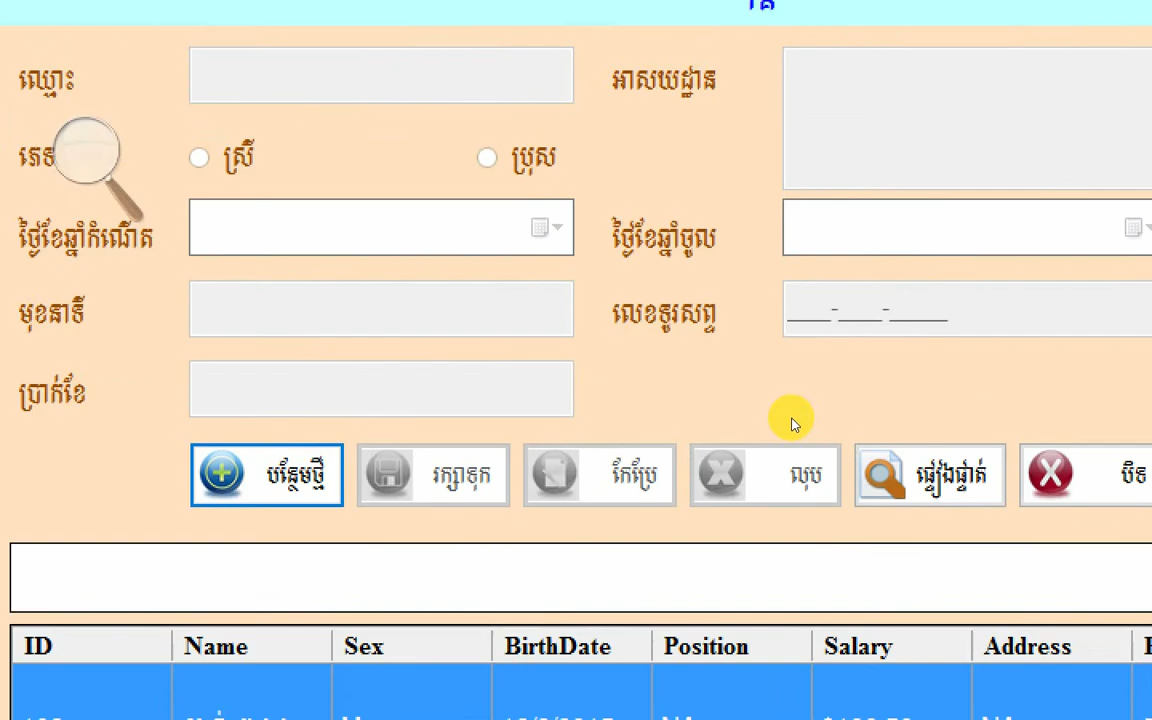 ឈ្មោះ
អាសយដ្ឋាន
ស្រី
ប្រុស
ថ្ងៃខែឆ្នាំកំណើត
ថ្ងៃខែឆ្នាំចូល
មុខនាទី
លេខទូរសព្ទ
____-____-_____
ប្រាក់ខែ
បន្ថែមថ្មី
រក្សាទុក
កែប្រែ
លុប
ផ្ទៀងផ្ទាត់
បិទ
ID Name Sex BirthDate Position Salary Address